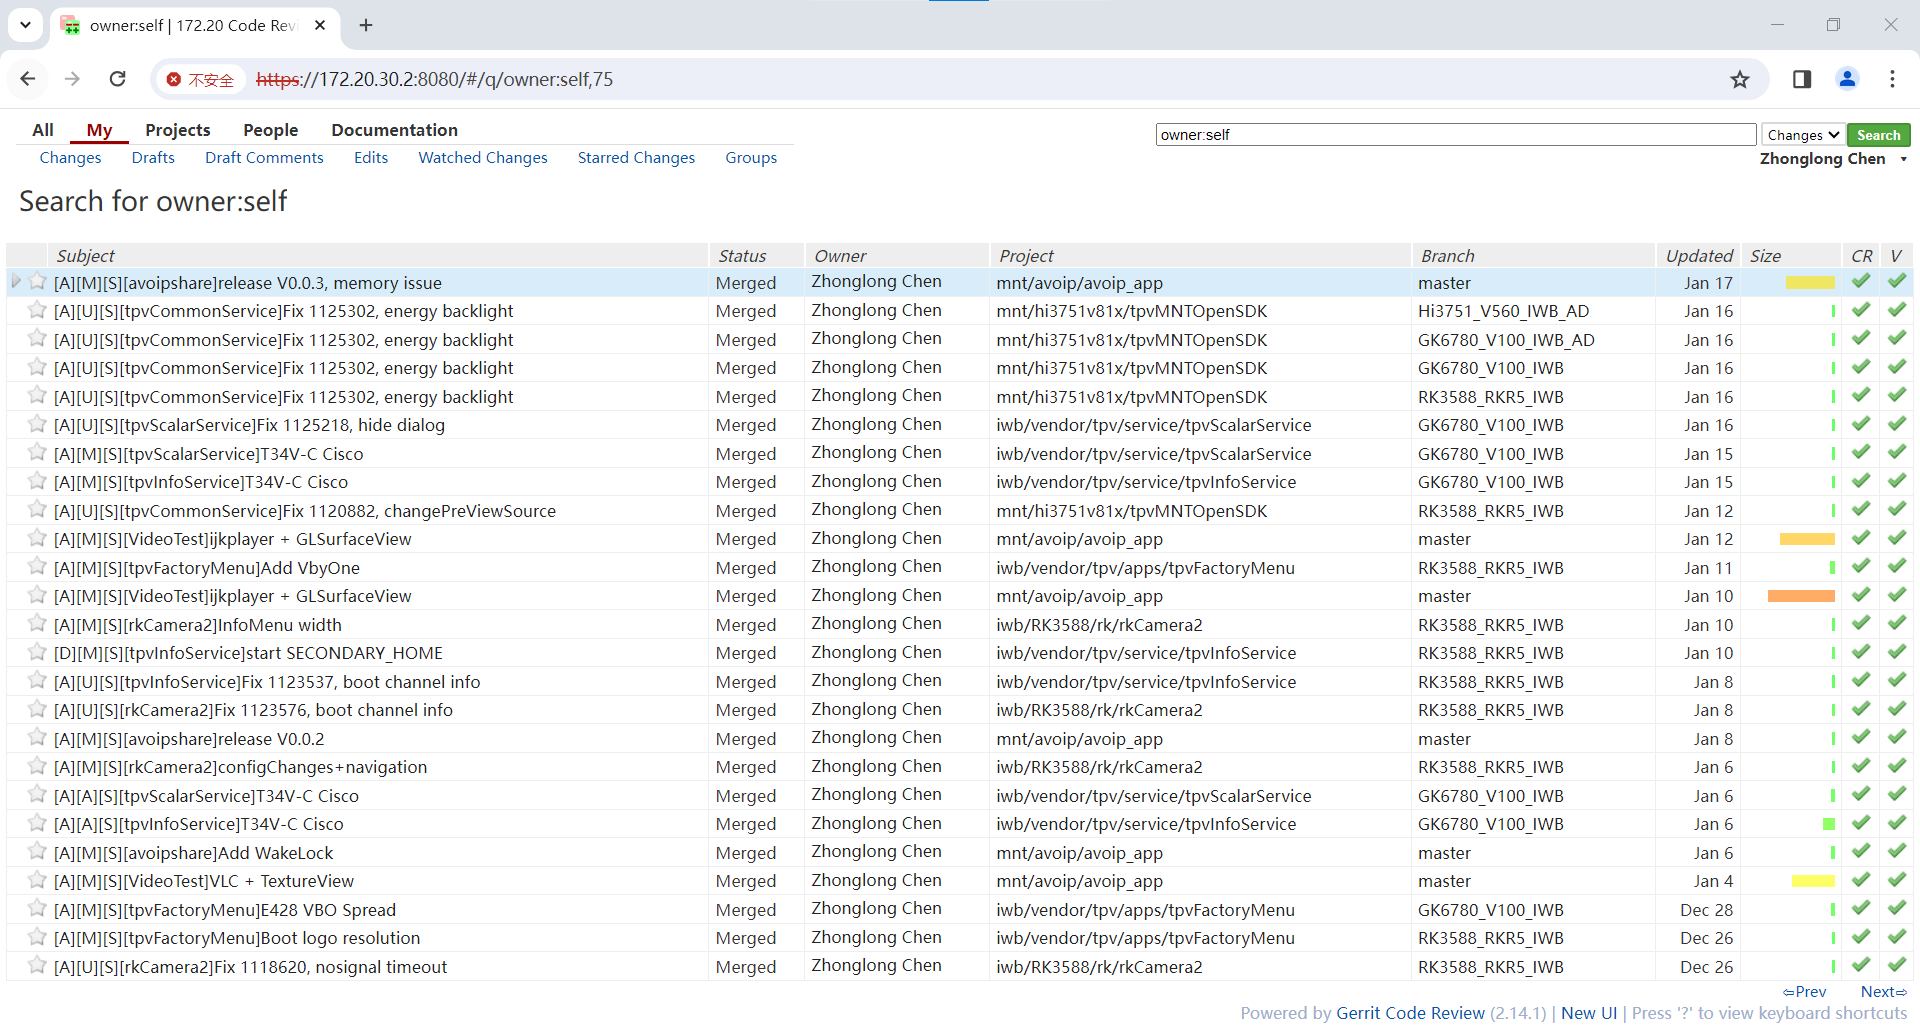 owner:self | 172.20 Code Rev
不安全 https://172.20.30.2:8080/#/q/owner:self,75
All My Projects People Documentation
owner:self Changes Search
Changes Drafts Draft Comments Edits Watched Changes Starred Changes Groups
Zhonglong Chen
Search for owner:self
Subject Status Owner Project Branch Updated Size CR V
[A][M][S][avoipshare]release V0.0.3, memory issue Merged Zhonglong Chen mnt/avoip/avoip_app master Jan 17
[A][U][S][tpvCommonService]Fix 1125302, energy backlight Merged Zhonglong Chen mnt/hi3751v81x/tpvMNTOpenSDK Hi3751_V560_IWB_AD Jan 16
[A][U][S][tpvCommonService]Fix 1125302, energy backlight Merged Zhonglong Chen mnt/hi3751v81x/tpvMNTOpenSDK GK6780_V100_IWB_AD Jan 16
[A][U][S][tpvCommonService]Fix 1125302, energy backlight Merged Zhonglong Chen mnt/hi3751v81x/tpvMNTOpenSDK GK6780_V100_IWB Jan 16
[A][U][S][tpvCommonService]Fix 1125302, energy backlight Merged Zhonglong Chen mnt/hi3751v81x/tpvMNTOpenSDK RK3588_RKR5_IWB Jan 16
[A][U][S][tpvScalarService]Fix 1125218, hide dialog Merged Zhonglong Chen iwb/vendor/tpv/service/tpvScalarService GK6780_V100_IWB Jan 16
[A][M][S][tpvScalarService]T34V-C Cisco Merged Zhonglong Chen iwb/vendor/tpv/service/tpvScalarService GK6780_V100_IWB Jan 15
[A][M][S][tpvInfoService]T34V-C Cisco Merged Zhonglong Chen iwb/vendor/tpv/service/tpvInfoService GK6780_V100_IWB Jan 15
[A][U][S][tpvCommonService]Fix 1120882, changePreViewSource Merged Zhonglong Chen mnt/hi3751v81x/tpvMNTOpenSDK RK3588_RKR5_IWB Jan 12
[A][M][S][VideoTest]ijkplayer + GLSurfaceView Merged Zhonglong Chen mnt/avoip/avoip_app master Jan 12
[A][M][S][tpvFactoryMenu]Add VbyOne Merged Zhonglong Chen iwb/vendor/tpv/apps/tpvFactoryMenu RK3588_RKR5_IWB Jan 11
[A][M][S][VideoTest]ijkplayer + GLSurfaceView Merged Zhonglong Chen mnt/avoip/avoip_app master Jan 10
[A][M][S][rkCamera2]InfoMenu width Merged Zhonglong Chen iwb/RK3588/rk/rkCamera2 RK3588_RKR5_IWB Jan 10
[D][M][S][tpvInfoService]start SECONDARY_HOME Merged Zhonglong Chen iwb/vendor/tpv/service/tpvInfoService RK3588_RKR5_IWB Jan 10
[A][U][S][tpvInfoService]Fix 1123537, boot channel info Merged Zhonglong Chen iwb/vendor/tpv/service/tpvInfoService RK3588_RKR5_IWB Jan 8
[A][U][S][rkCamera2]Fix 1123576, boot channel info Merged Zhonglong Chen iwb/RK3588/rk/rkCamera2 RK3588_RKR5_IWB Jan 8
[A][M][S][avoipshare]release V0.0.2 Merged Zhonglong Chen mnt/avoip/avoip_app master Jan 8
[A][M][S][rkCamera2]configChanges+navigation Merged Zhonglong Chen iwb/RK3588/rk/rkCamera2 RK3588_RKR5_IWB Jan 6
[A][A][S][tpvScalarService]T34V-C Cisco Merged Zhonglong Chen iwb/vendor/tpv/service/tpvScalarService GK6780_V100_IWB Jan 6
[A][A][S][tpvInfoService]T34V-C Cisco Merged Zhonglong Chen iwb/vendor/tpv/service/tpvInfoService GK6780_V100_IWB Jan 6
[A][M][S][avoipshare]Add WakeLock Merged Zhonglong Chen mnt/avoip/avoip_app master Jan 6
[A][M][S][VideoTest]VLC + TextureView Merged Zhonglong Chen mnt/avoip/avoip_app master Jan 4
[A][M][S][tpvFactoryMenu]E428 VBO Spread Merged Zhonglong Chen iwb/vendor/tpv/apps/tpvFactoryMenu GK6780_V100_IWB Dec 28
[A][M][S][tpvFactoryMenu]Boot logo resolution Merged Zhonglong Chen iwb/vendor/tpv/apps/tpvFactoryMenu RK3588_RKR5_IWB Dec 26
[A][U][S][rkCamera2]Fix 1118620, nosignal timeout Merged Zhonglong Chen iwb/RK3588/rk/rkCamera2 RK3588_RKR5_IWB Dec 26
⇦Prev Next⇨
Powered by Gerrit Code Review (2.14.1) | New UI | Press '?' to view keyboard shortcuts